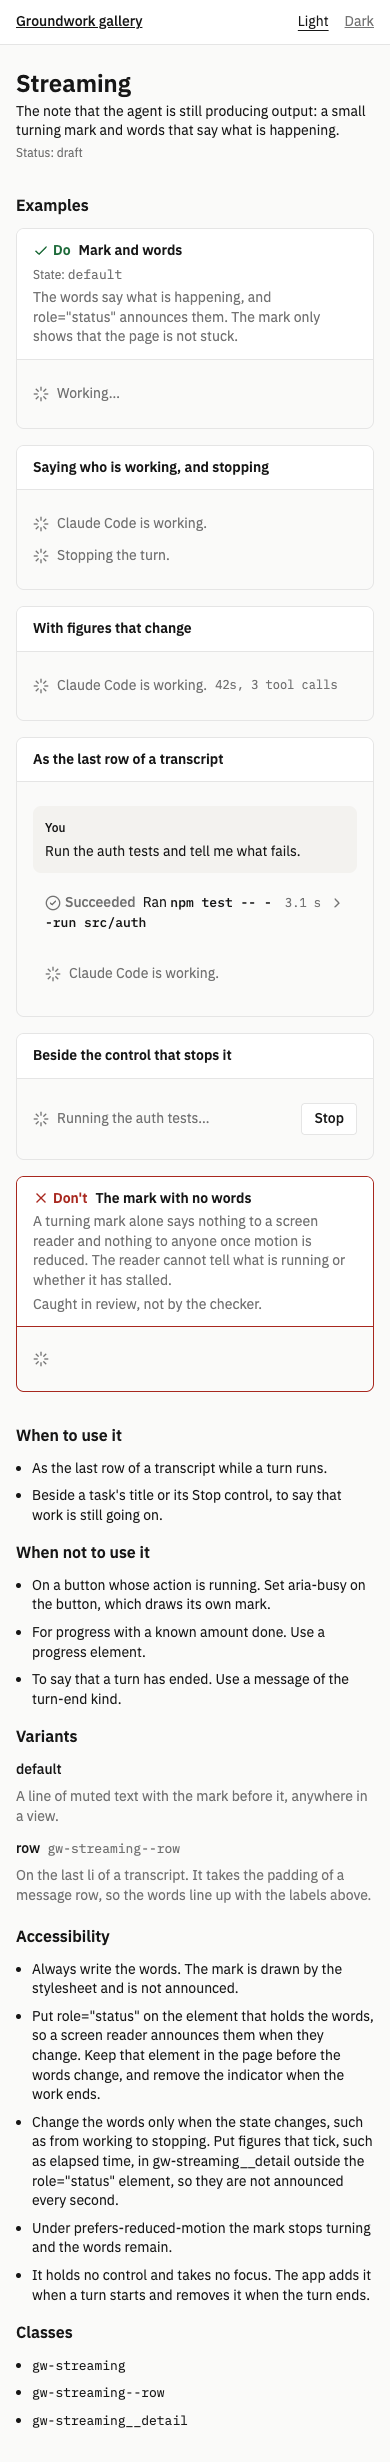 Groundwork gallery Light Dark
Streaming
The note that the agent is still producing output: a small
turning mark and words that say what is happening.
Status: draft
Examples
Do Mark and words
State: default
The words say what is happening, and
role="status" announces them. The mark only
shows that the page is not stuck.
Working...
Saying who is working, and stopping
Claude Code is working.
Stopping the turn.
With figures that change
Claude Code is working. 42s, 3 tool calls
As the last row of a transcript
You
Run the auth tests and tell me what fails.
Succeeded Ran npm test -- - 3.1 s
-run src/auth
Claude Code is working.
Beside the control that stops it
Running the auth tests... Stop
Don't The mark with no words
A turning mark alone says nothing to a screen
reader and nothing to anyone once motion is
reduced. The reader cannot tell what is running or
whether it has stalled.
Caught in review, not by the checker.
When to use it
As the last row of a transcript while a turn runs.
Beside a task's title or its Stop control, to say that
work is still going on.
When not to use it
On a button whose action is running. Set aria-busy on
the button, which draws its own mark.
For progress with a known amount done. Use a
progress element.
To say that a turn has ended. Use a message of the
turn-end kind.
Variants
default
A line of muted text with the mark before it, anywhere in
a view.
row gw-streaming--row
On the last li of a transcript. It takes the padding of a
message row, so the words line up with the labels above.
Accessibility
Always write the words. The mark is drawn by the
stylesheet and is not announced.
Put role="status" on the element that holds the words,
so a screen reader announces them when they
change. Keep that element in the page before the
words change, and remove the indicator when the
work ends.
Change the words only when the state changes, such
as from working to stopping. Put figures that tick, such
as elapsed time, in gw-streaming__detail outside the
role="status" element, so they are not announced
every second.
Under prefers-reduced-motion the mark stops turning
and the words remain.
It holds no control and takes no focus. The app adds it
when a turn starts and removes it when the turn ends.
Classes
gw-streaming
gw-streaming--row
gw-streaming__detail